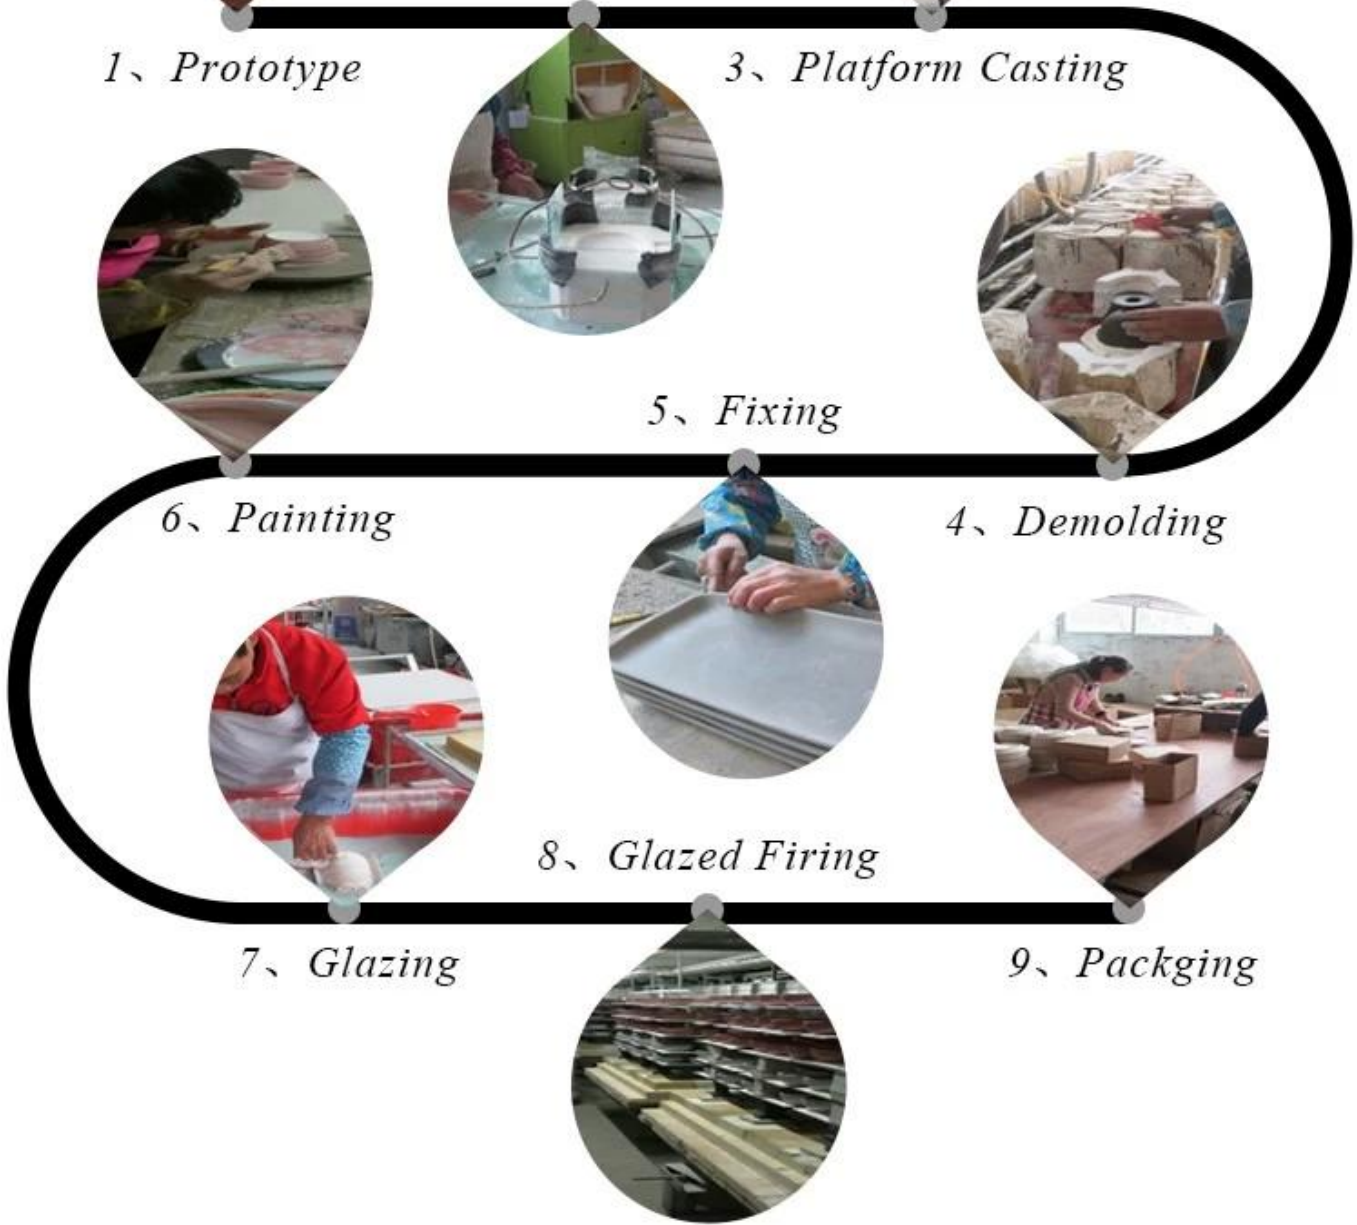 1、Prototype
3、Platform Casting
5、Fixing
6、Painting
4、Demolding
8、Glazed Firing
7、Glazing
9、Packging